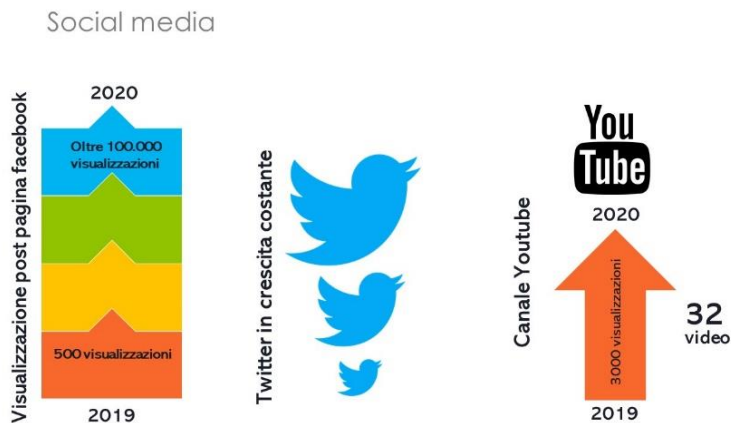 Social media
Visualizzazione post pagina facebook
2020
Oltre 100.000
visualizzazioni
500 visualizzazioni
2019
Twitter in crescita costante
You
Tube
Canale Youtube
2020
3000 visualizzazioni
2019
32
video